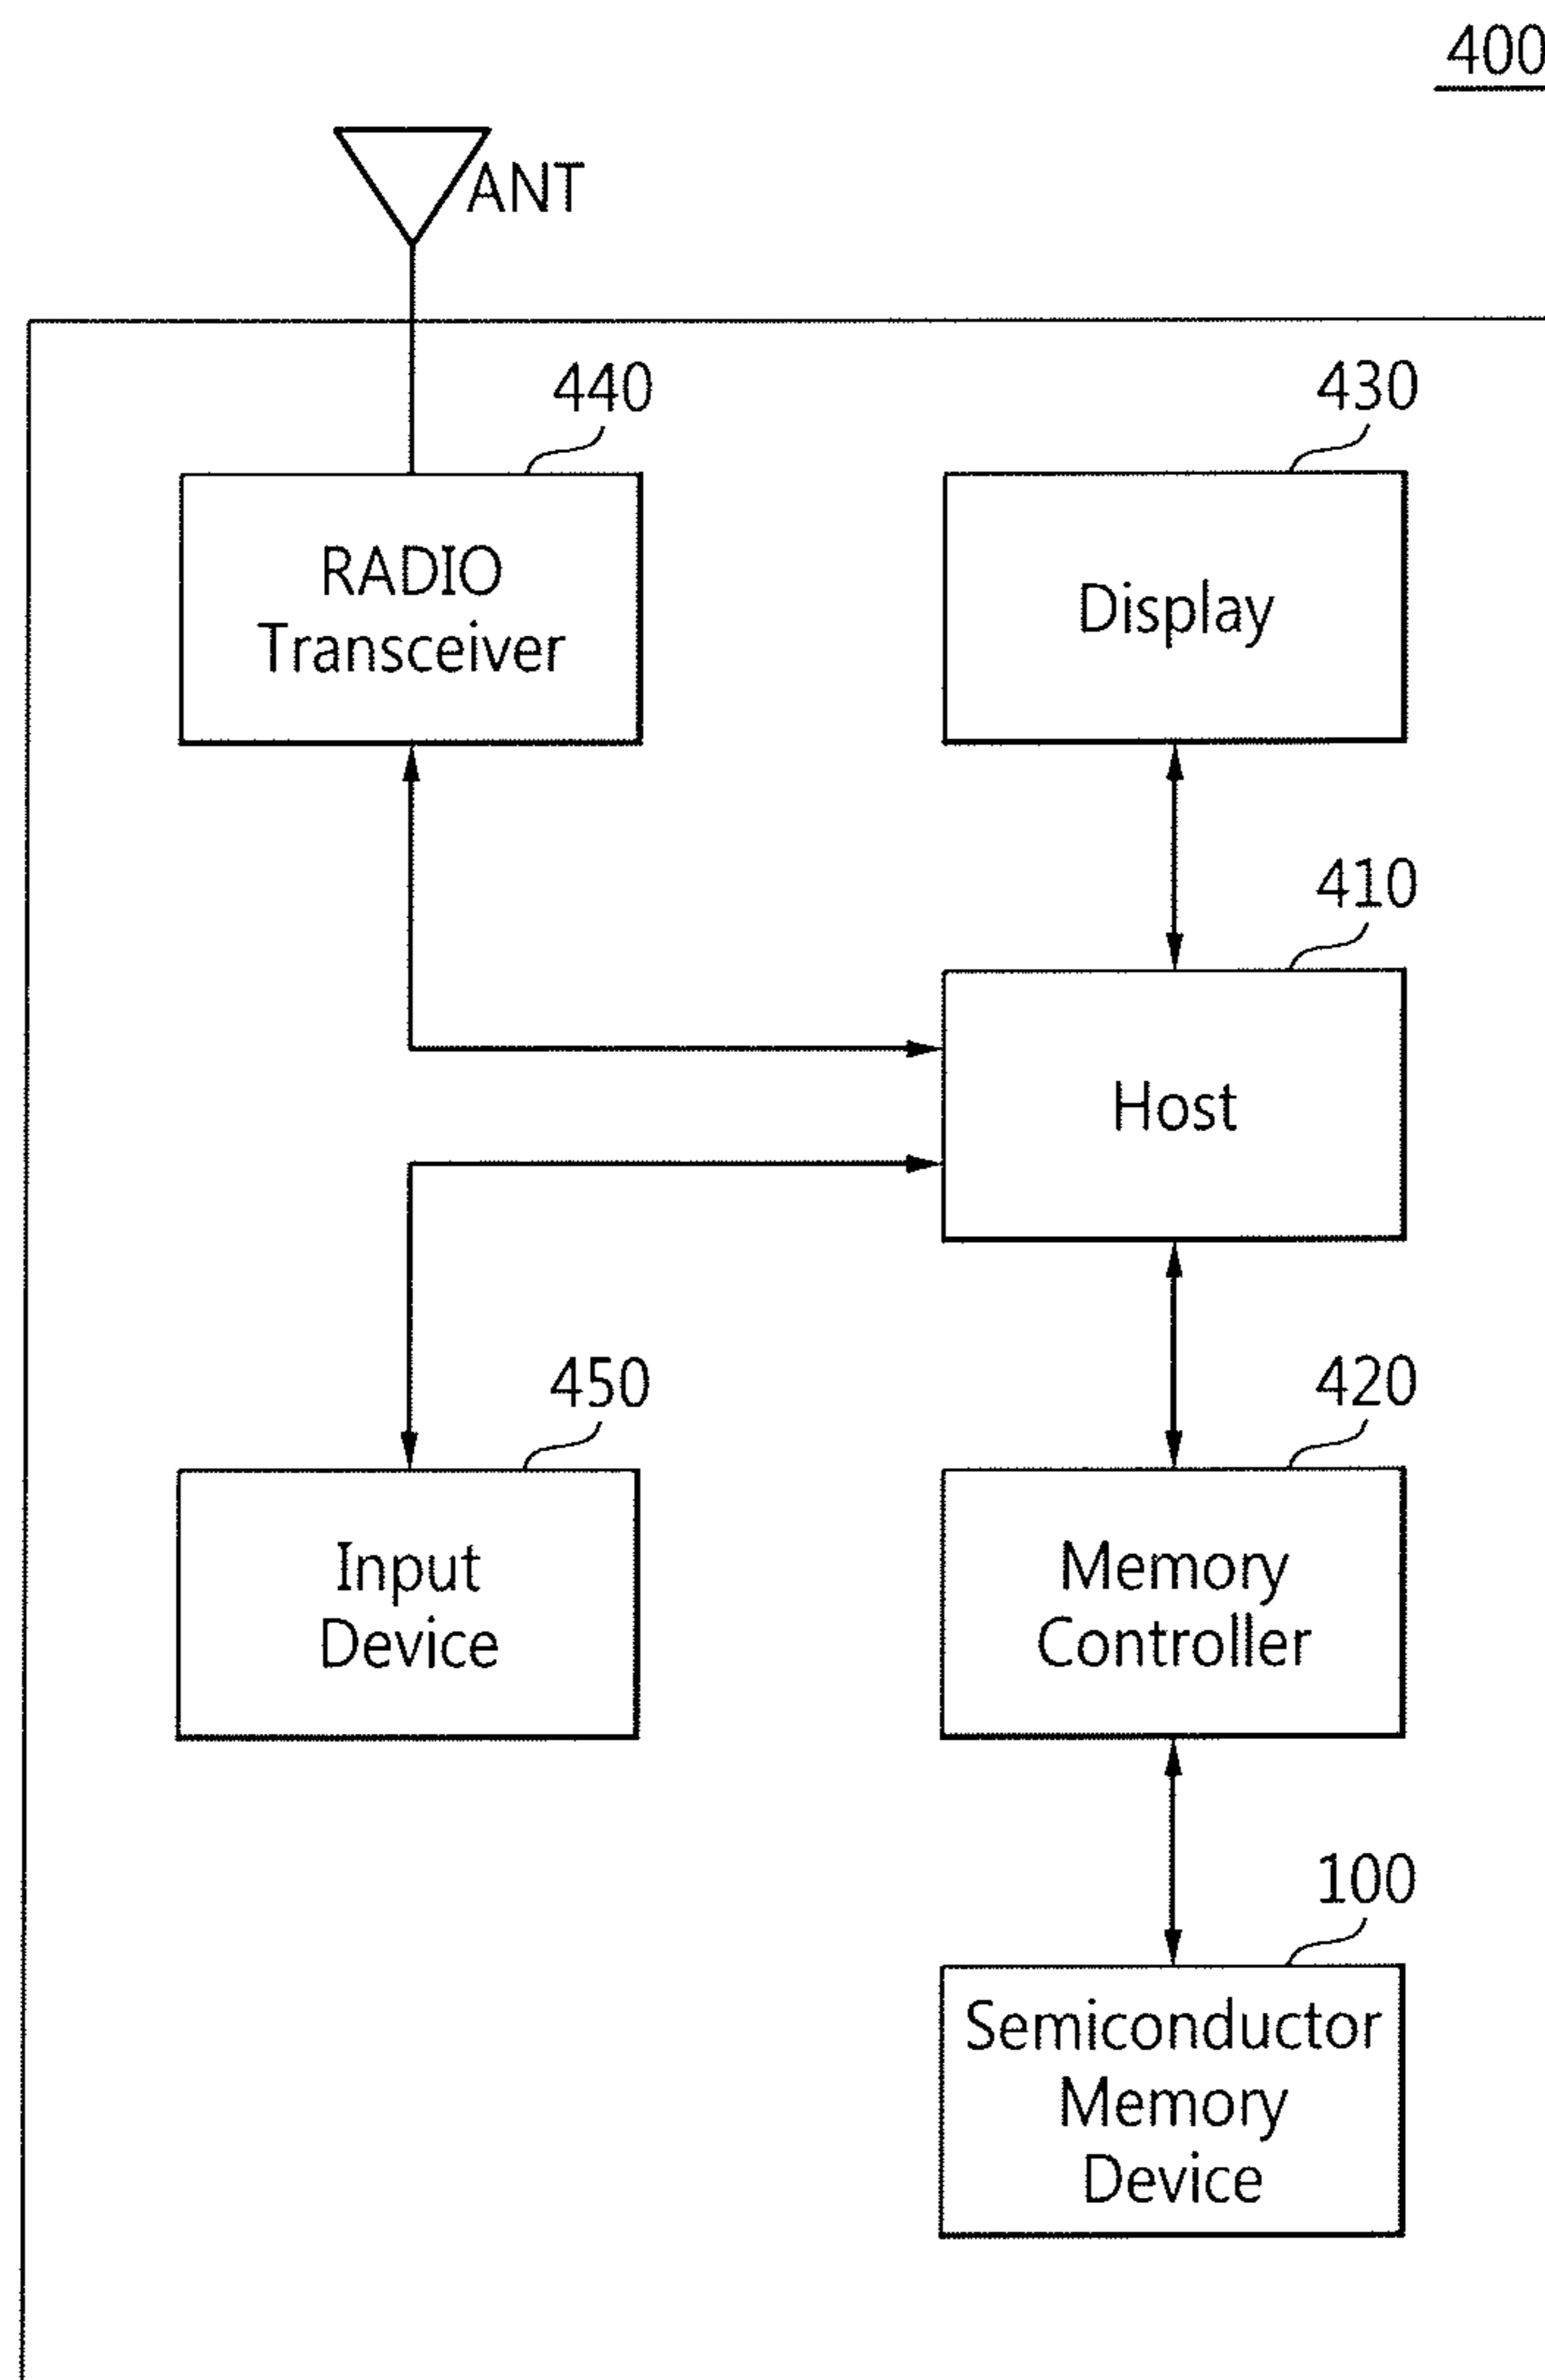 400
ANT
440
430
RADIO
Transceiver
Display
410
Host
450
420
Input
Device
Memory
Controller
100
Semiconductor
Memory
Device